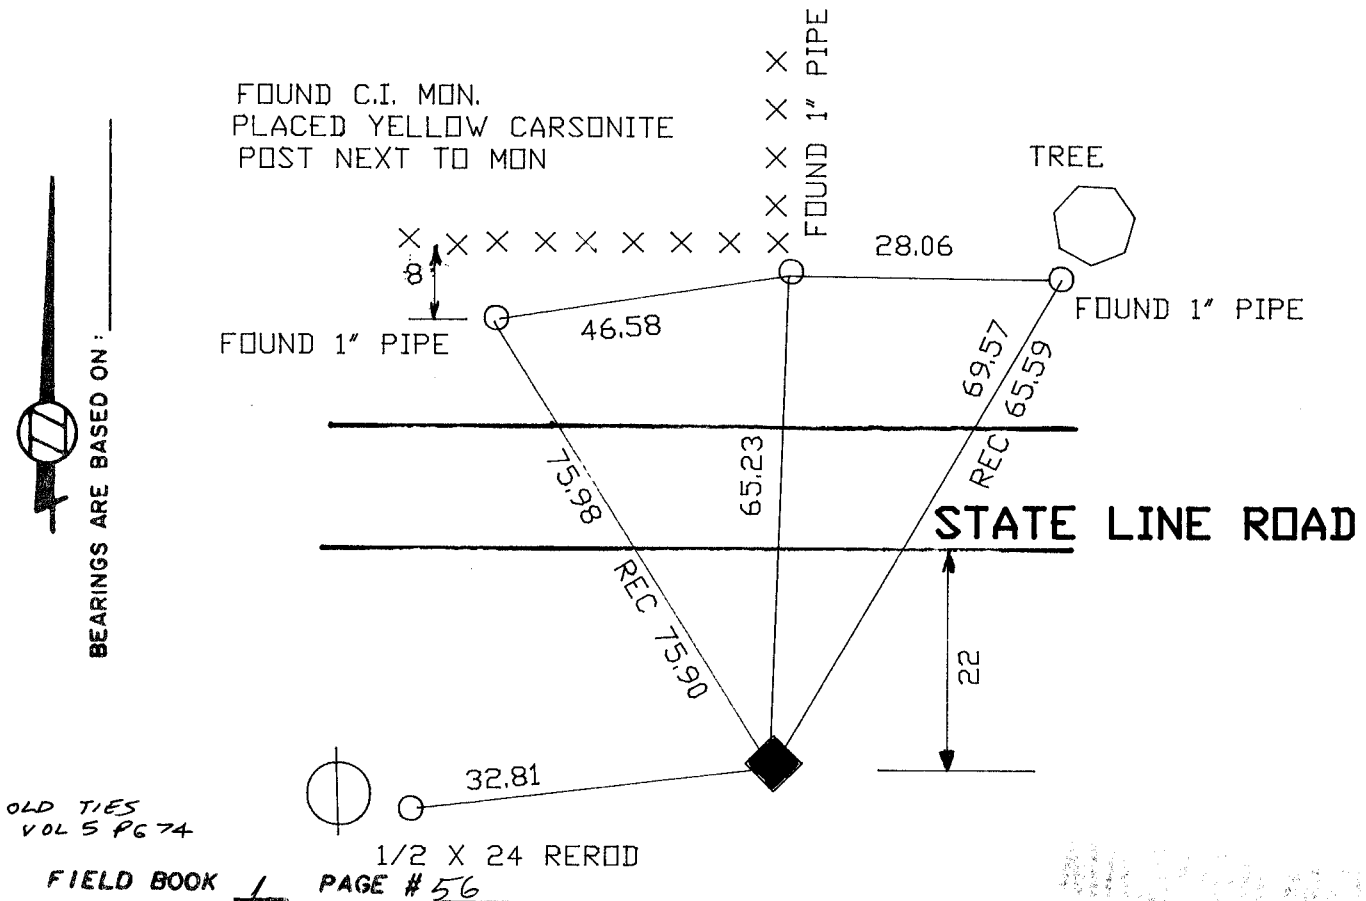 FOUND C.I. MON.
PLACED YELLOW CARSONITE
POST NEXT TO MON
FOUND 1" PIPE
TREE
28.06
8
FOUND 1" PIPE
46.58
FOUND 1" PIPE
BEARINGS ARE BASED ON:
69.57
REC 65.59
75.98
REC 75.90
65.23
STATE LINE ROAD
22
32.81
OLD TIES
VOL 5 PG 74
1/2 X 24 REROD
FIELD BOOK 1 PAGE # 56